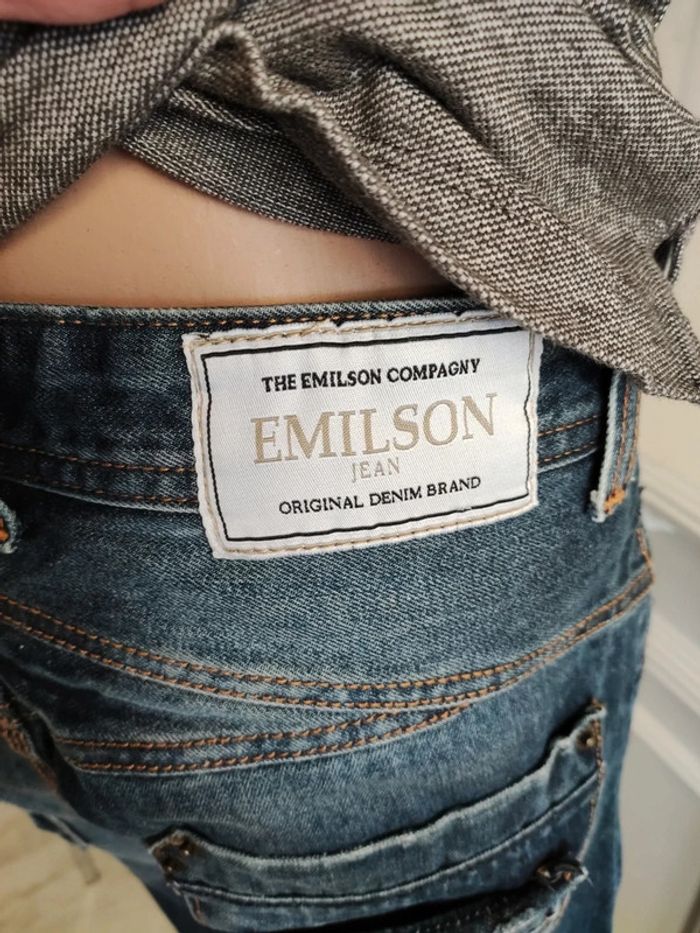 THE EMILSON COMPAGNY
EMILSON
JEAN
ORIGINAL DENIM BRAND